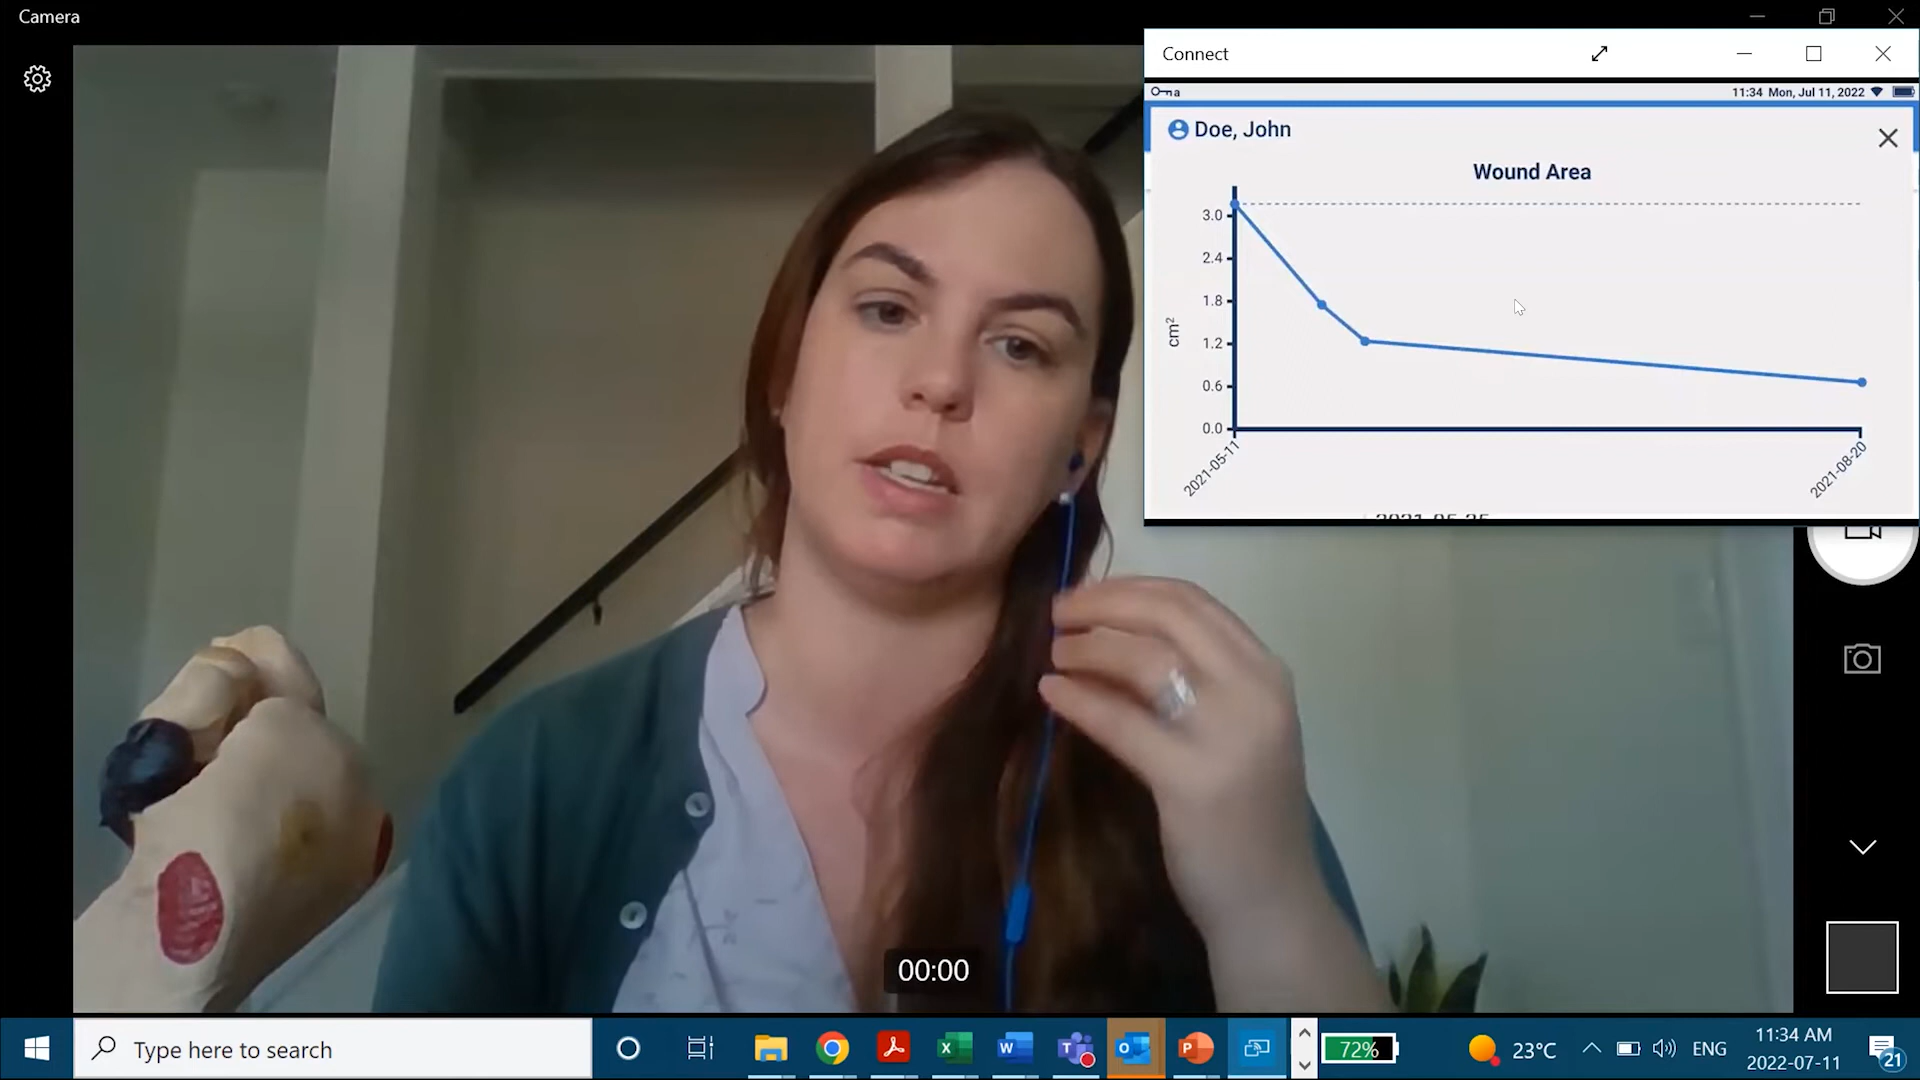 Camera
Connect
a
11:34 Mon, Jul 11, 2022
Doe, John
Wound Area
3.0
2.4
1.8
1.2
0.6
0.0
cm²
2021-05-11
2021-08-20
00:00
Type here to search
72%
23°C
ENG
11:34 AM
2022-07-11
21